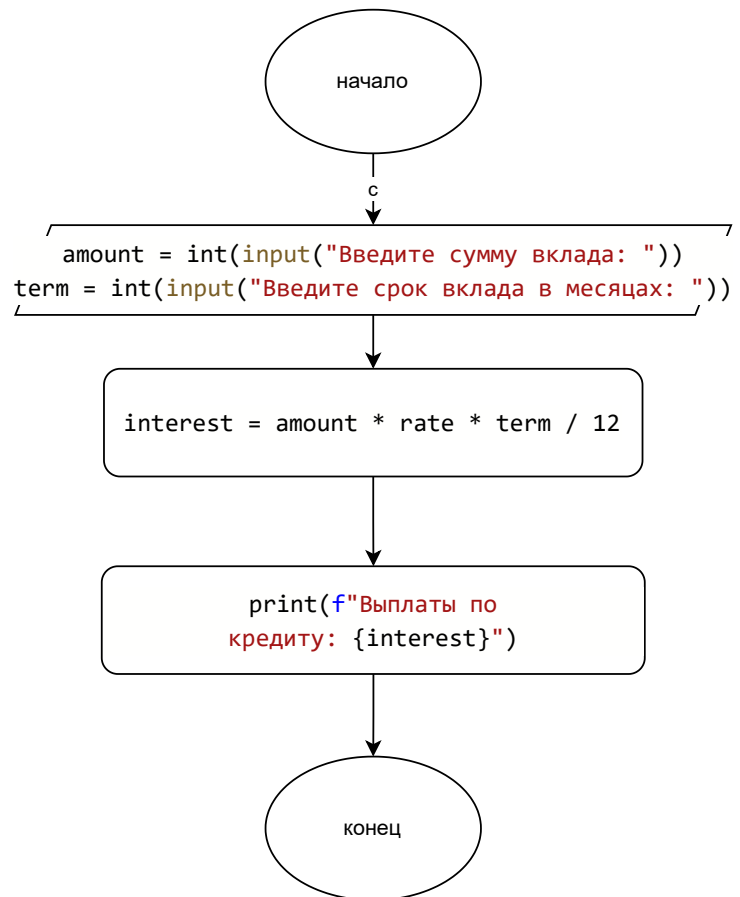 начало
с
amount = int(input("Введите сумму вклада: "))
term = int(input("Введите срок вклада в месяцах: "))
interest = amount * rate * term / 12
print(f"Выплаты по
кредиту: {interest}")
конец